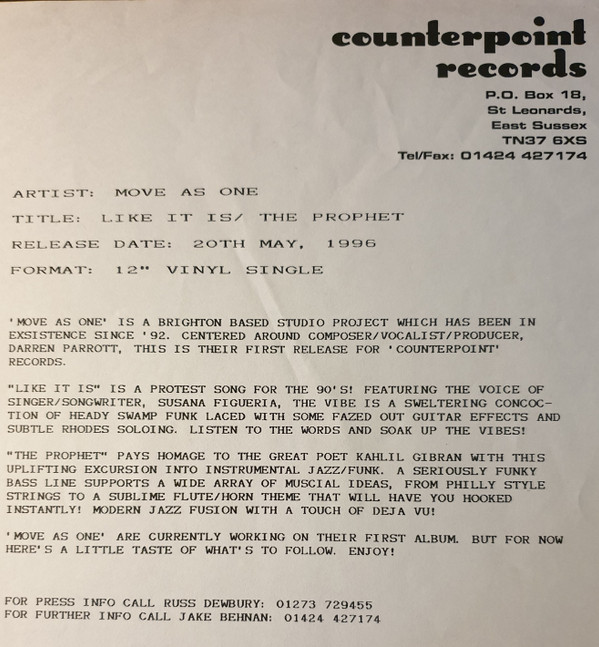 counterpoint
records
P.O. Box 18,
St Leonards,
East Sussex
TN37 6XS
Tel/Fax: 01424 427174
ARTIST: MOVE AS ONE
TITLE: LIKE IT IS/ THE PROPHET
RELEASE DATE: 20TH MAY, 1996
FORMAT: 12" VINYL SINGLE
'MOVE AS ONE' IS A BRIGHTON BASED STUDIO PROJECT WHICH HAS BEEN IN
EXSISTENCE SINCE '92. CENTERED AROUND COMPOSER/VOCALIST/PRODUCER,
DARREN PARROTT, THIS IS THEIR FIRST RELEASE FOR 'COUNTERPOINT'
RECORDS.
"LIKE IT IS" IS A PROTEST SONG FOR THE 90'S! FEATURING THE VOICE OF
SINGER/SONGWRITER, SUSANA FIGUERIA, THE VIBE IS A SWELTERING CONCOC-
TION OF HEADY SWAMP FUNK LACED WITH SOME FAZED OUT GUITAR EFFECTS AND
SUBTLE RHODES SOLOING. LISTEN TO THE WORDS AND SOAK UP THE VIBES!
"THE PROPHET" PAYS HOMAGE TO THE GREAT POET KAHLIL GIBRAN WITH THIS
UPLIFTING EXCURSION INTO INSTRUMENTAL JAZZ/FUNK. A SERIOUSLY FUNKY
BASS LINE SUPPORTS A WIDE ARRAY OF MUSCIAL IDEAS, FROM PHILLY STYLE
STRINGS TO A SUBLIME FLUTE/HORN THEME THAT WILL HAVE YOU HOOKED
INSTANTLY! MODERN JAZZ FUSION WITH A TOUCH OF DEJA VU!
'MOVE AS ONE' ARE CURRENTLY WORKING ON THEIR FIRST ALBUM. BUT FOR NOW
HERE'S A LITTLE TASTE OF WHAT'S TO FOLLOW. ENJOY!
FOR PRESS INFO CALL RUSS DEWBURY: 01273 729455
FOR FURTHER INFO CALL JAKE BEHNAN: 01424 427174